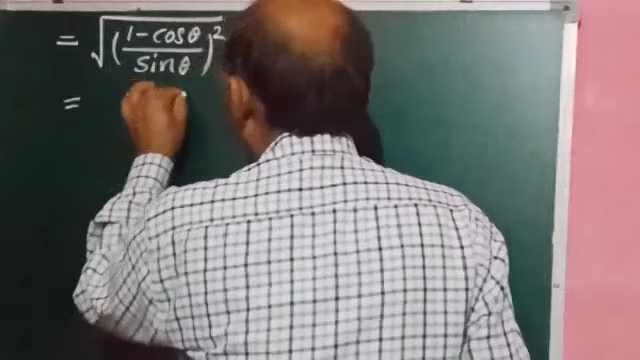 = √((1-cosθ)/(sinθ))²
=